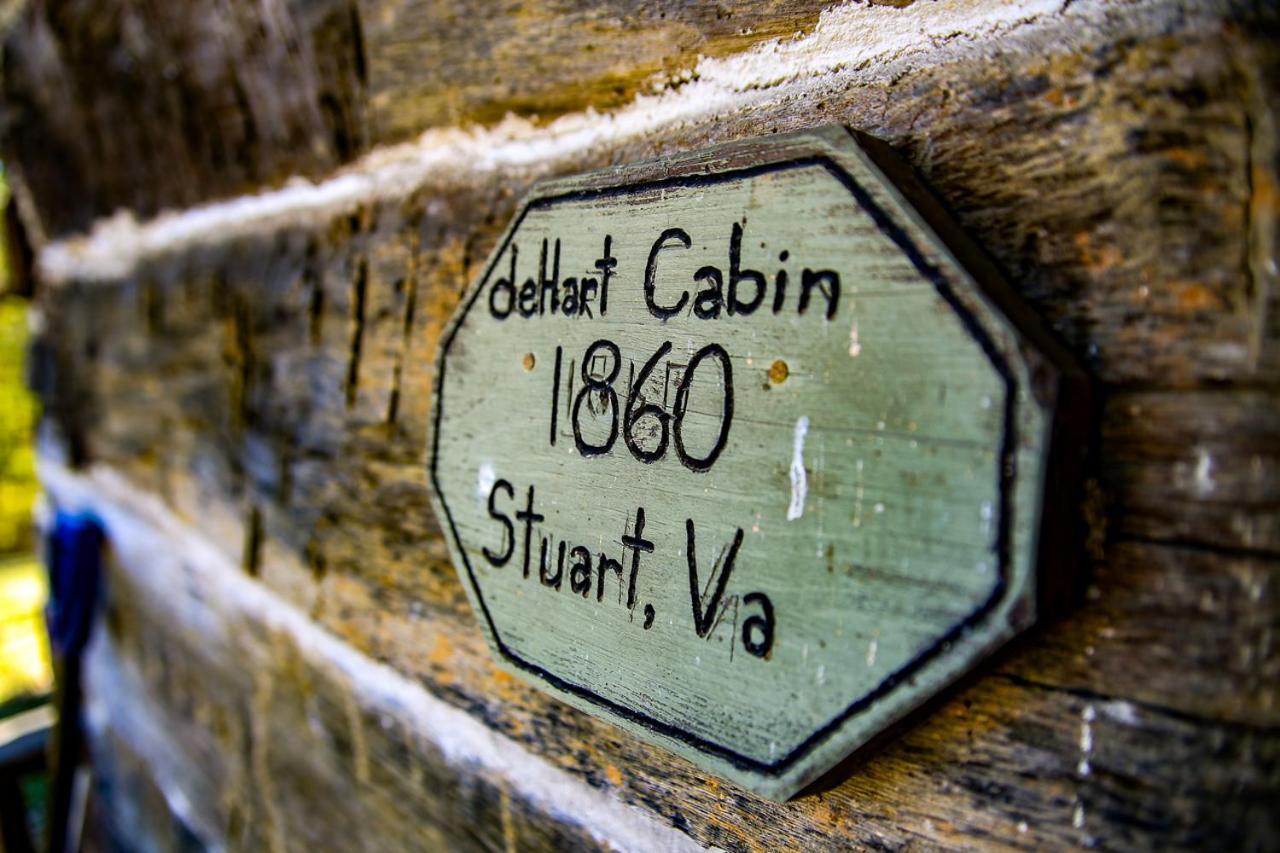 deHart Cabin
1860
Stuart, Va